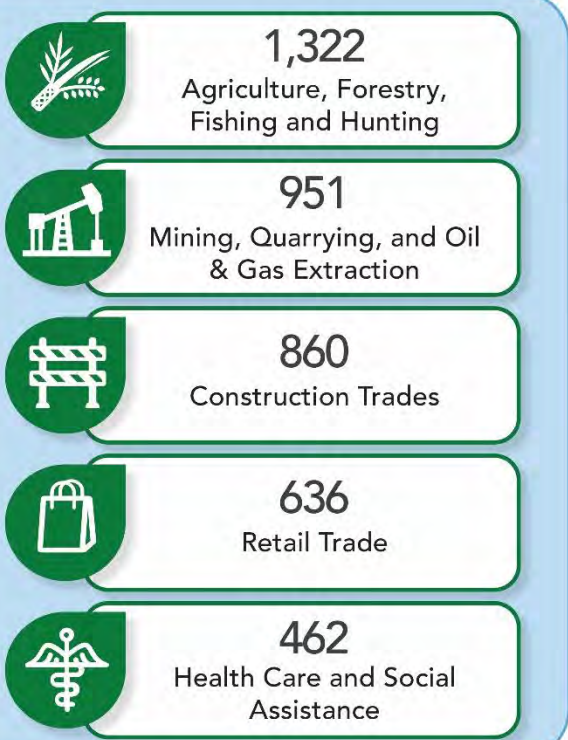 1,322
Agriculture, Forestry,
Fishing and Hunting
951
Mining, Quarrying, and Oil
& Gas Extraction
860
Construction Trades
636
Retail Trade
462
Health Care and Social
Assistance